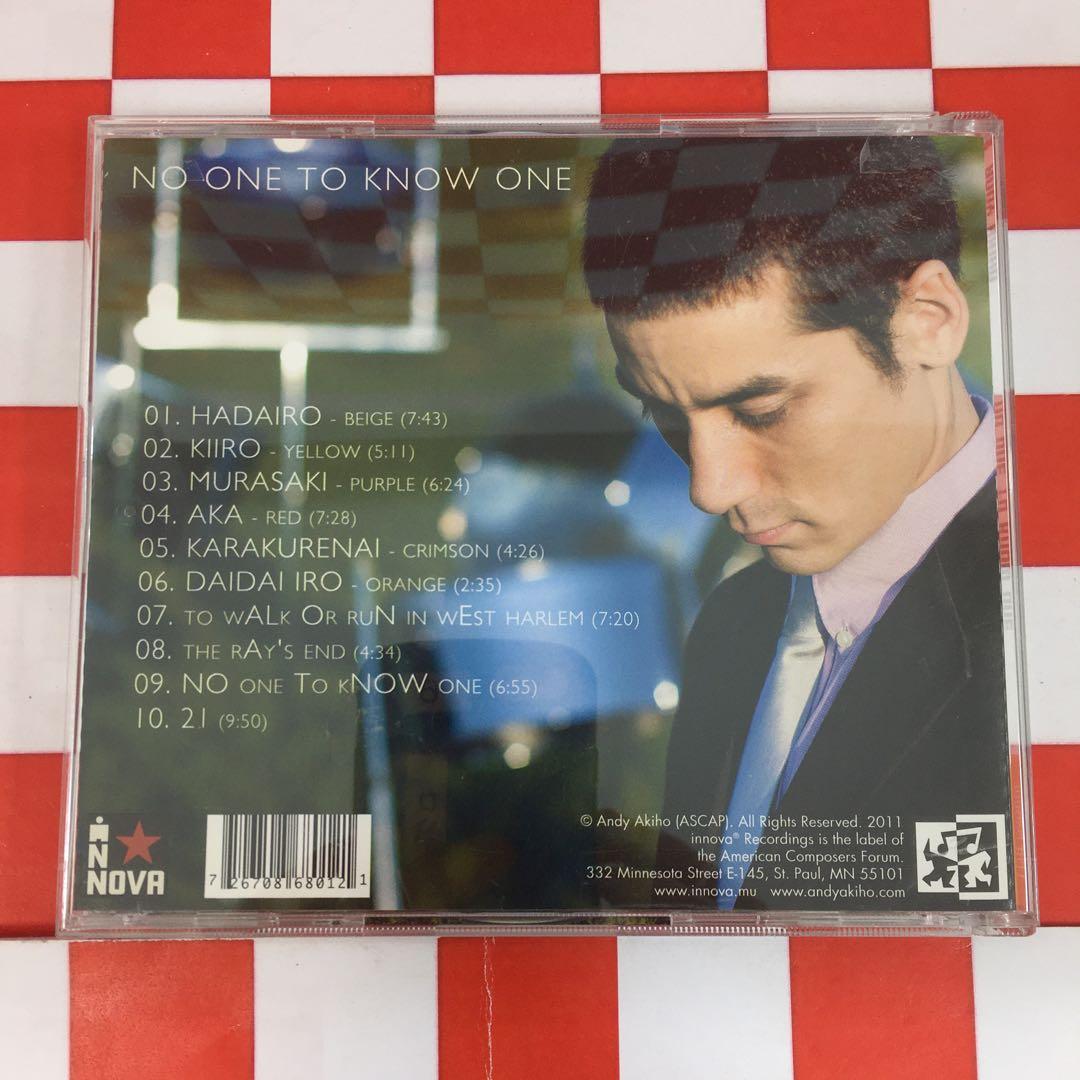 NO ONE TO KNOW ONE
01. HADAIRO - BEIGE (7:43)
02. KIIRO - YELLOW (5:11)
03. MURASAKI - PURPLE (6:24)
04. AKA - RED (7:28)
05. KARAKURENAI - CRIMSON (4:26)
06. DAIDAI IRO - ORANGE (2:35)
07. TO wALk Or ruN IN wEst HARLEM (7:20)
08. THE rAy's END (4:34)
09. NO ONE To kNOW ONE (6:55)
10. 21 (9:50)
INNOVA
7 26708 68012 1
© Andy Akiho (ASCAP). All Rights Reserved. 2011
innova® Recordings is the label of
the American Composers Forum.
332 Minnesota Street E-145, St. Paul, MN 55101
www.innova.mu www.andyakiho.com